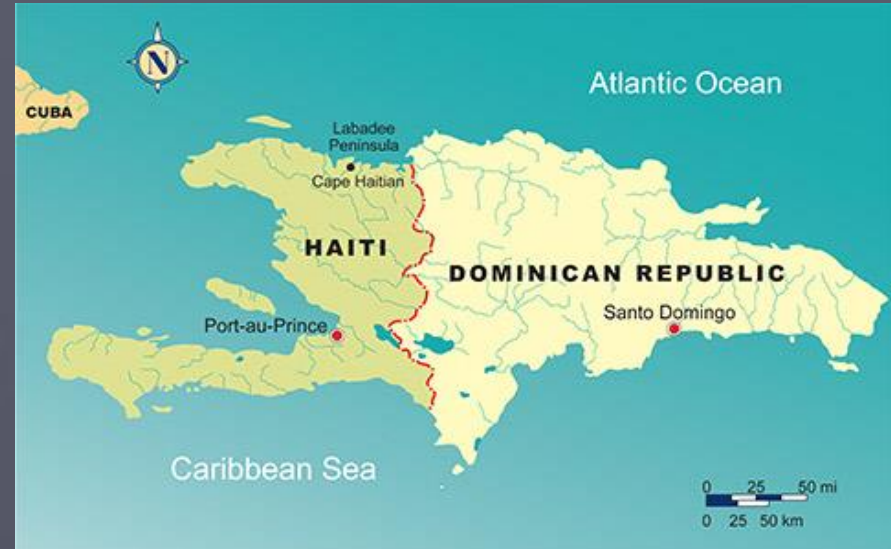 N
Atlantic Ocean
CUBA
Labadee
Peninsula
Cape Haitian
HAITI
DOMINICAN REPUBLIC
Port-au-Prince
Santo Domingo
Caribbean Sea
0 25 50 mi
0 25 50 km